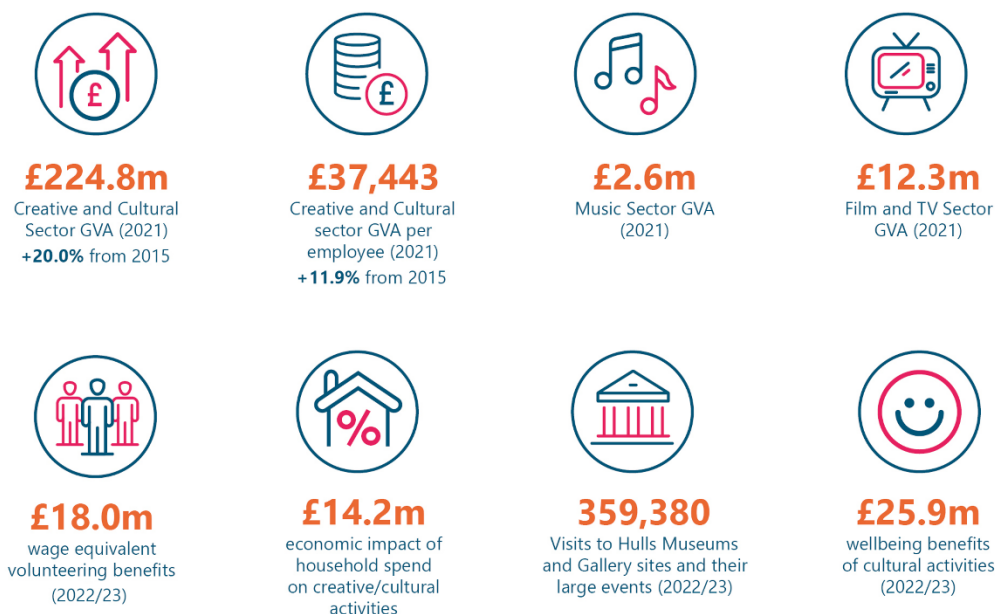 £
£224.8m
Creative and Cultural
Sector GVA (2021)
+20.0% from 2015
£
£37,443
Creative and Cultural
sector GVA per
employee (2021)
+11.9% from 2015
£2.6m
Music Sector GVA
(2021)
£12.3m
Film and TV Sector
GVA (2021)
£18.0m
wage equivalent
volunteering benefits
(2022/23)
%
£14.2m
economic impact of
household spend
on creative/cultural
activities
359,380
Visits to Hulls Museums
and Gallery sites and their
large events (2022/23)
£25.9m
wellbeing benefits
of cultural activities
(2022/23)